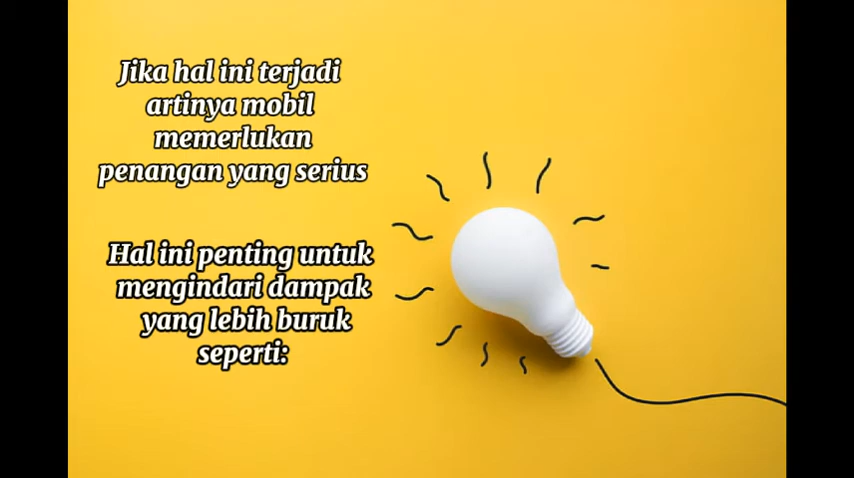 Jika hal ini terjadi
artinya mobil
memerlukan
penangan yang serius
Hal ini penting untuk
mengindari dampak
yang lebih buruk
seperti: